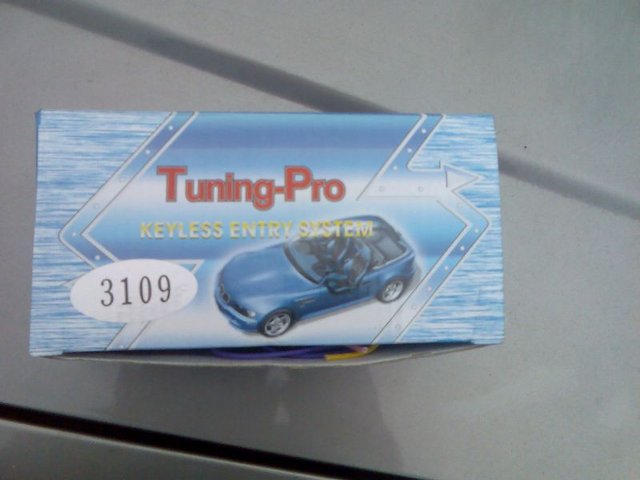 Tuning-Pro
KEYLESS ENTRY SYSTEM
3109